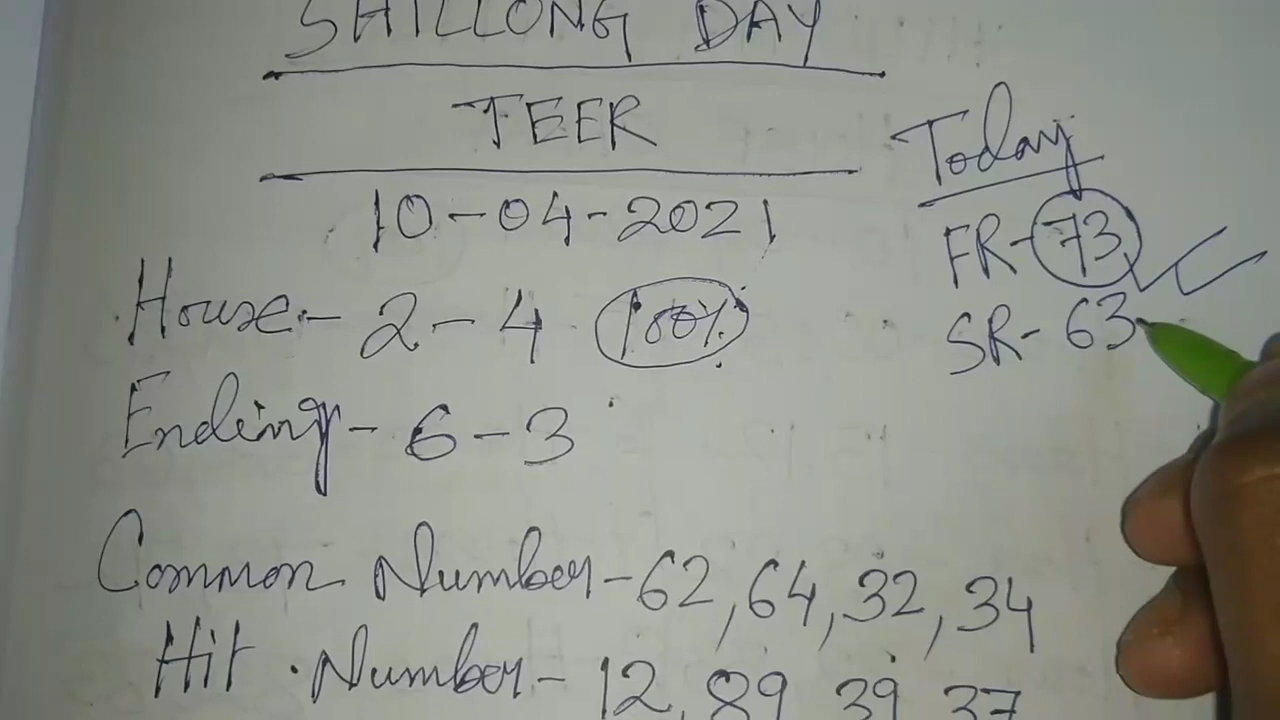 SHILLONG DAY
TEER
10-04-2021
House:- 2-4 100%
Ending- 6-3
Common Number-62, 64, 32, 34
Hit Number- 12, 89, 39, 37
Today
FR-73
SR-63